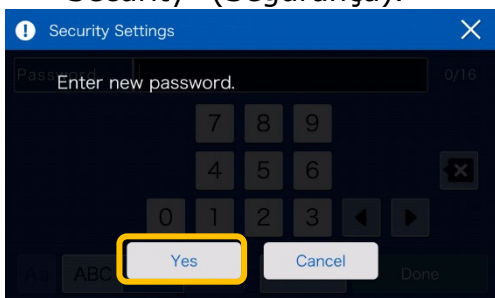 "Security" (Segurança).
Security Settings
Password 0/16
Enter new password.
7 8 9
4 5 6
0 1 2 3
Yes Cancel
Aa ABC Done